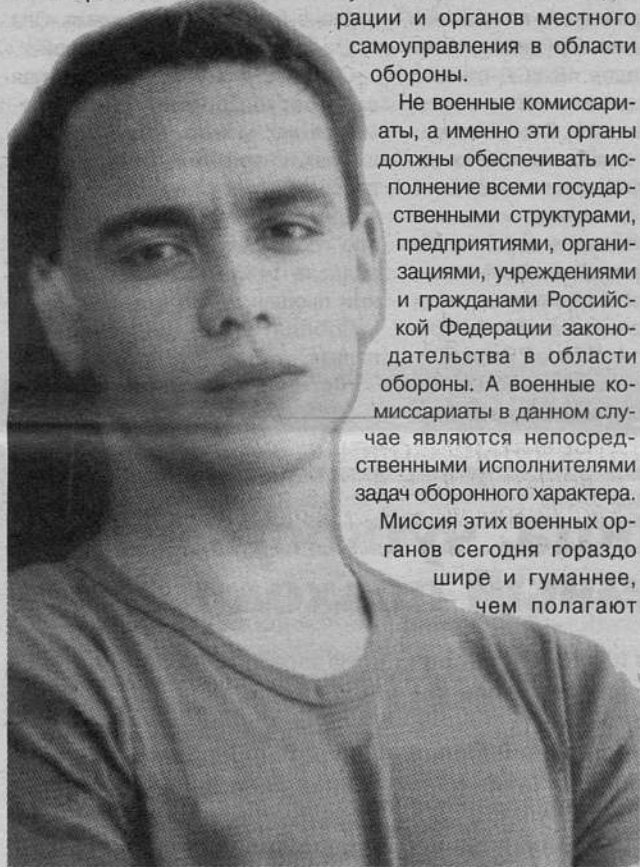 рации и органов местного
самоуправления в области
обороны.
Не военные комиссари-
аты, а именно эти органы
должны обеспечивать ис-
полнение всеми государ-
ственными структурами,
предприятиями, органи-
зациями, учреждениями
и гражданами Российс-
кой Федерации законо-
дательства в области
обороны. А военные ко-
миссариаты в данном слу-
чае являются непосред-
ственными исполнителями
задач оборонного характера.
Миссия этих военных ор-
ганов сегодня гораздо
шире и гуманнее,
чем полагают